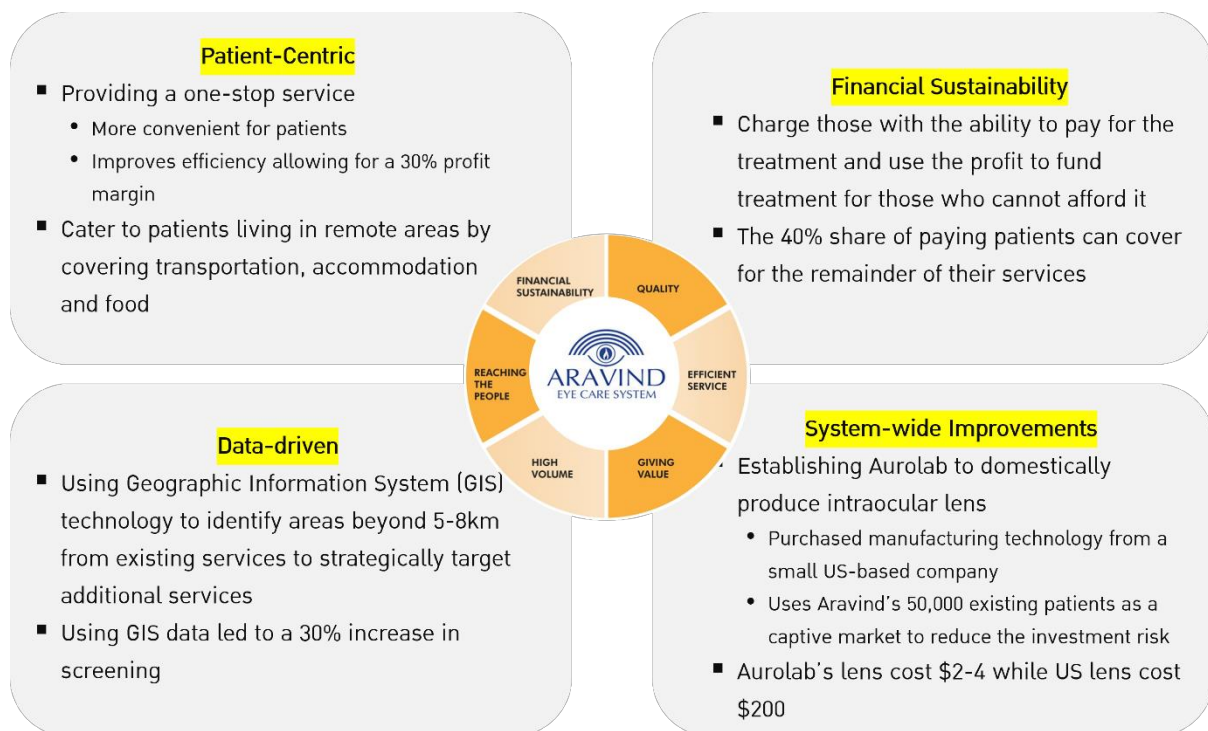 Patient-Centric
▪ Providing a one-stop service
• More convenient for patients
• Improves efficiency allowing for a 30% profit
margin
▪ Cater to patients living in remote areas by
covering transportation, accommodation
and food
Financial Sustainability
▪ Charge those with the ability to pay for the
treatment and use the profit to fund
treatment for those who cannot afford it
▪ The 40% share of paying patients can cover
for the remainder of their services
FINANCIAL
SUSTAINABILITY
QUALITY
REACHING
THE
PEOPLE
ARAVIND
EYE CARE SYSTEM
EFFICIENT
SERVICE
HIGH
VOLUME
GIVING
VALUE
Data-driven
▪ Using Geographic Information System (GIS)
technology to identify areas beyond 5-8km
from existing services to strategically target
additional services
▪ Using GIS data led to a 30% increase in
screening
System-wide Improvements
Establishing Aurolab to domestically
produce intraocular lens
• Purchased manufacturing technology from a
small US-based company
• Uses Aravind's 50,000 existing patients as a
captive market to reduce the investment risk
▪ Aurolab's lens cost $2-4 while US lens cost
$200